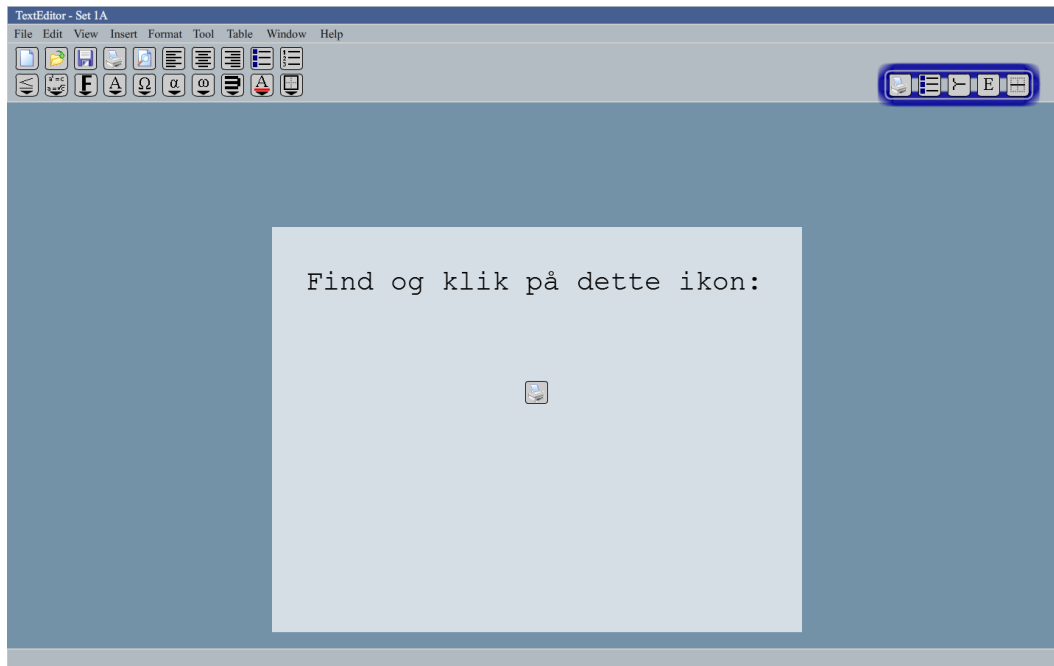 TextEditor - Set 1A
File Edit View Insert Format Tool Table Window Help
F A Ω α ω A
E
Find og klik på dette ikon: